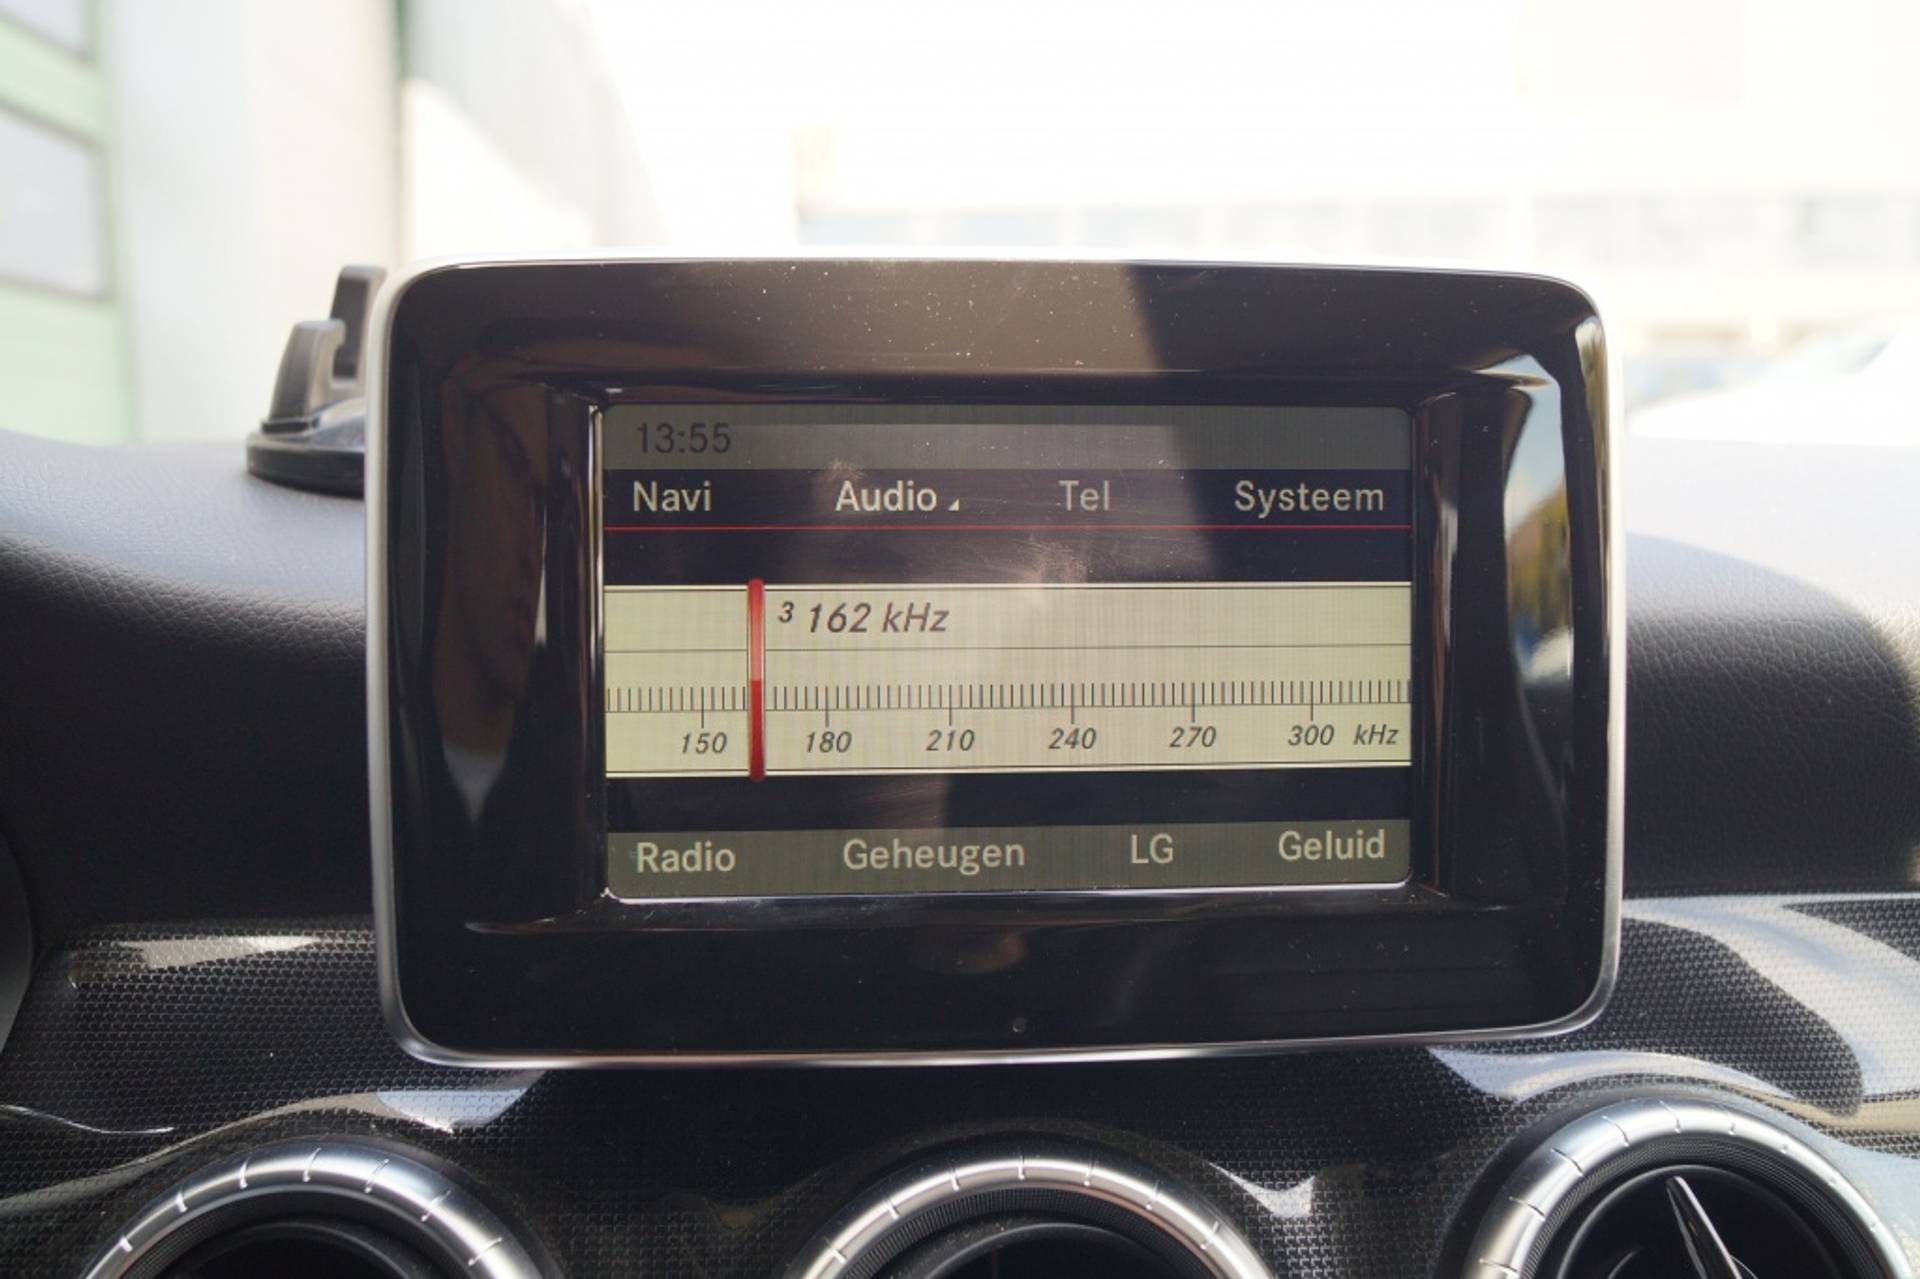 13:55
Navi Audio Tel Systeem
3 162 kHz
150 180 210 240 270 300 kHz
Radio Geheugen LG Geluid